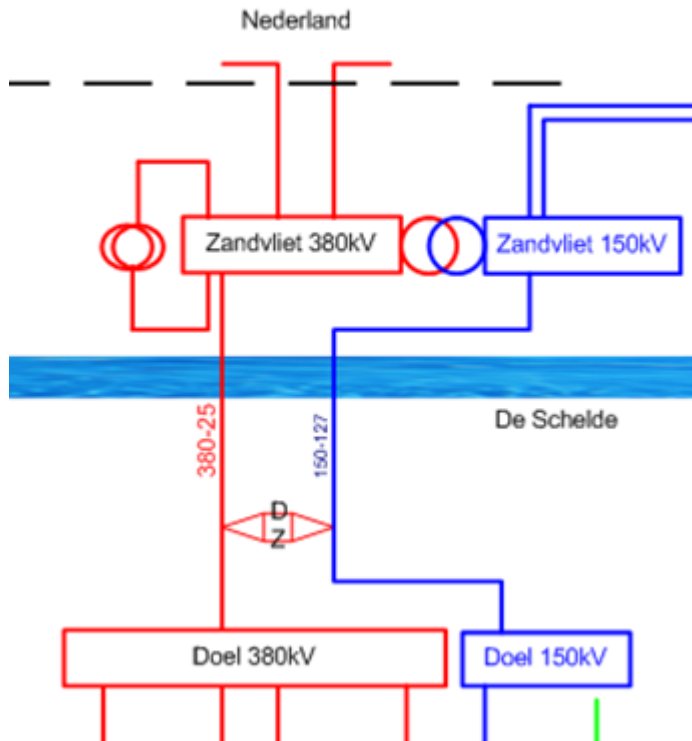 Nederland
Zandvliet 380kV
Zandvliet 150kV
De Schelde
380-25
150-127
D
Z
Doel 380kV
Doel 150kV